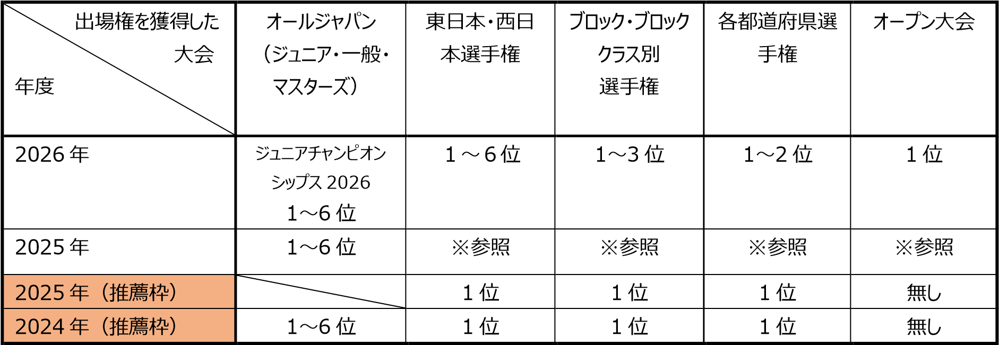 出場権を獲得した
大会
年度
オールジャパン
（ジュニア・一般・
マスターズ）
東日本・西日
本選手権
ブロック・ブロック
クラス別
選手権
各都道府県選
手権
オープン大会
2026 年
ジュニアチャンピオン
シップス 2026
1～6 位
1 ～ 6 位
1～3 位
1～2 位
1 位
2025 年
1～6 位
※参照
※参照
※参照
※参照
2025 年（推薦枠）
1 位
1 位
1 位
無し
2024 年（推薦枠）
1～6 位
1 位
1 位
1 位
無し